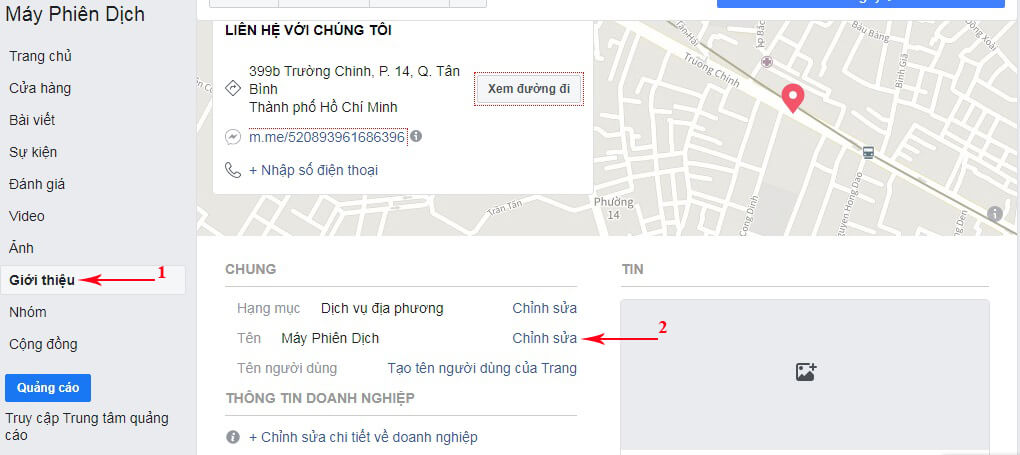 Máy Phiên Dịch
Trang chủ
Cửa hàng
Bài viết
Sự kiện
Đánh giá
Video
Ảnh
Giới thiệu
1
Nhóm
Cộng đồng
Quảng cáo
Truy cập Trung tâm quảng
cáo
LIÊN HỆ VỚI CHÚNG TÔI
399b Trường Chinh, P. 14, Q. Tân
Bình
Thành phố Hồ Chí Minh
Xem đường đi
m.me/520893961686396
+ Nhập số điện thoại
Trương Chinh
Bàu Bàng
Bình Giã
Đồng Xoài
Trần Tấn
Phường
14
Cong Dinh
CHUNG
Hạng mục
Dịch vụ địa phương
Chỉnh sửa
Tên
Máy Phiên Dịch
Chỉnh sửa
2
Tên người dùng
Tạo tên người dùng của Trang
THÔNG TIN DOANH NGHIỆP
+ Chỉnh sửa chi tiết về doanh nghiệp
TIN